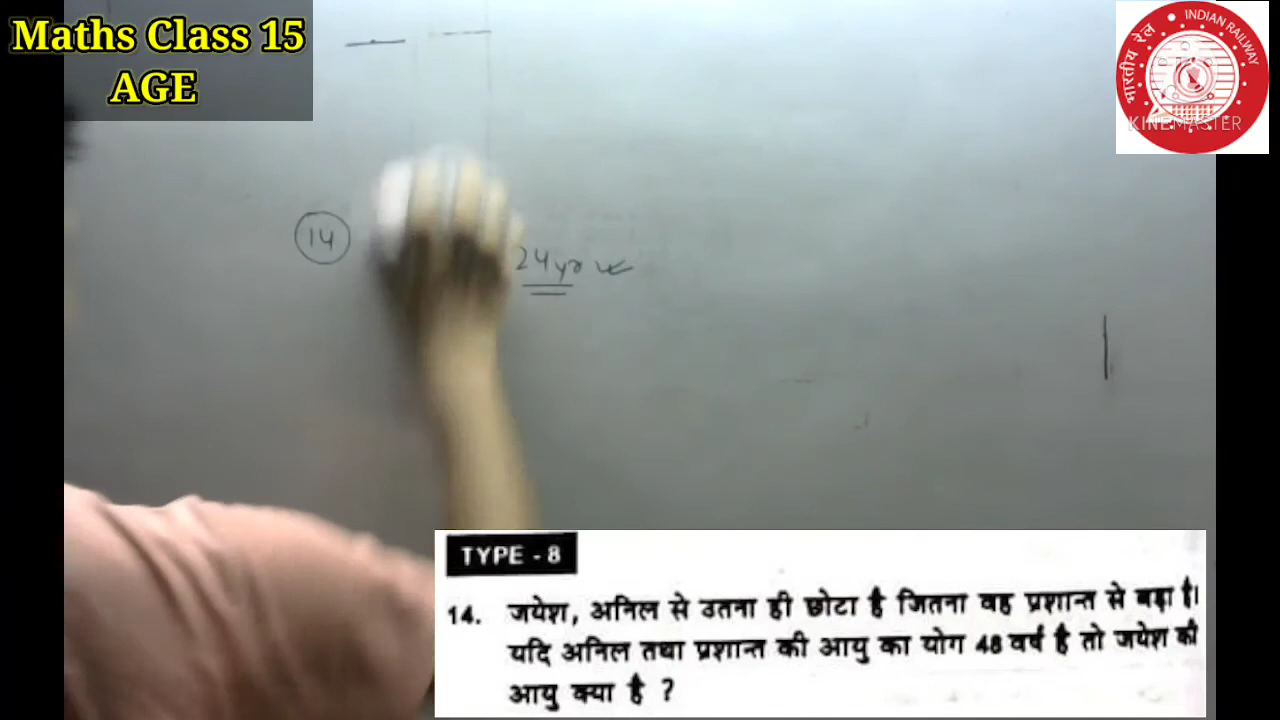 Maths Class 15
AGE
भारतीय रेल
INDIAN RAILWAY
KINEMASTER
14
24 yr
TYPE - 8
14. जयेश, अनिल से उतना ही छोटा है जितना वह प्रशान्त से बड़ा है।
यदि अनिल तथा प्रशान्त की आयु का योग 48 वर्ष है तो जयेश की
आयु क्या है ?